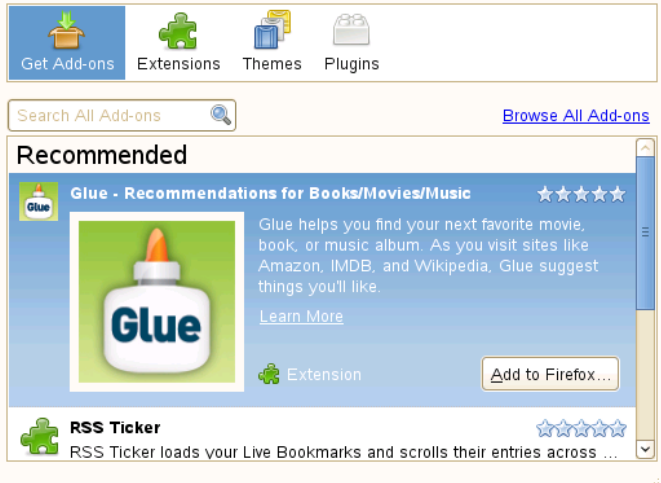 Get Add-ons Extensions Themes Plugins
Search All Add-ons Browse All Add-ons
Recommended
Glue
Glue - Recommendations for Books/Movies/Music
Glue
Glue helps you find your next favorite movie,
book, or music album. As you visit sites like
Amazon, IMDB, and Wikipedia, Glue suggest
things you'll like.
Learn More
Extension Add to Firefox...
RSS Ticker
RSS Ticker loads your Live Bookmarks and scrolls their entries across ...